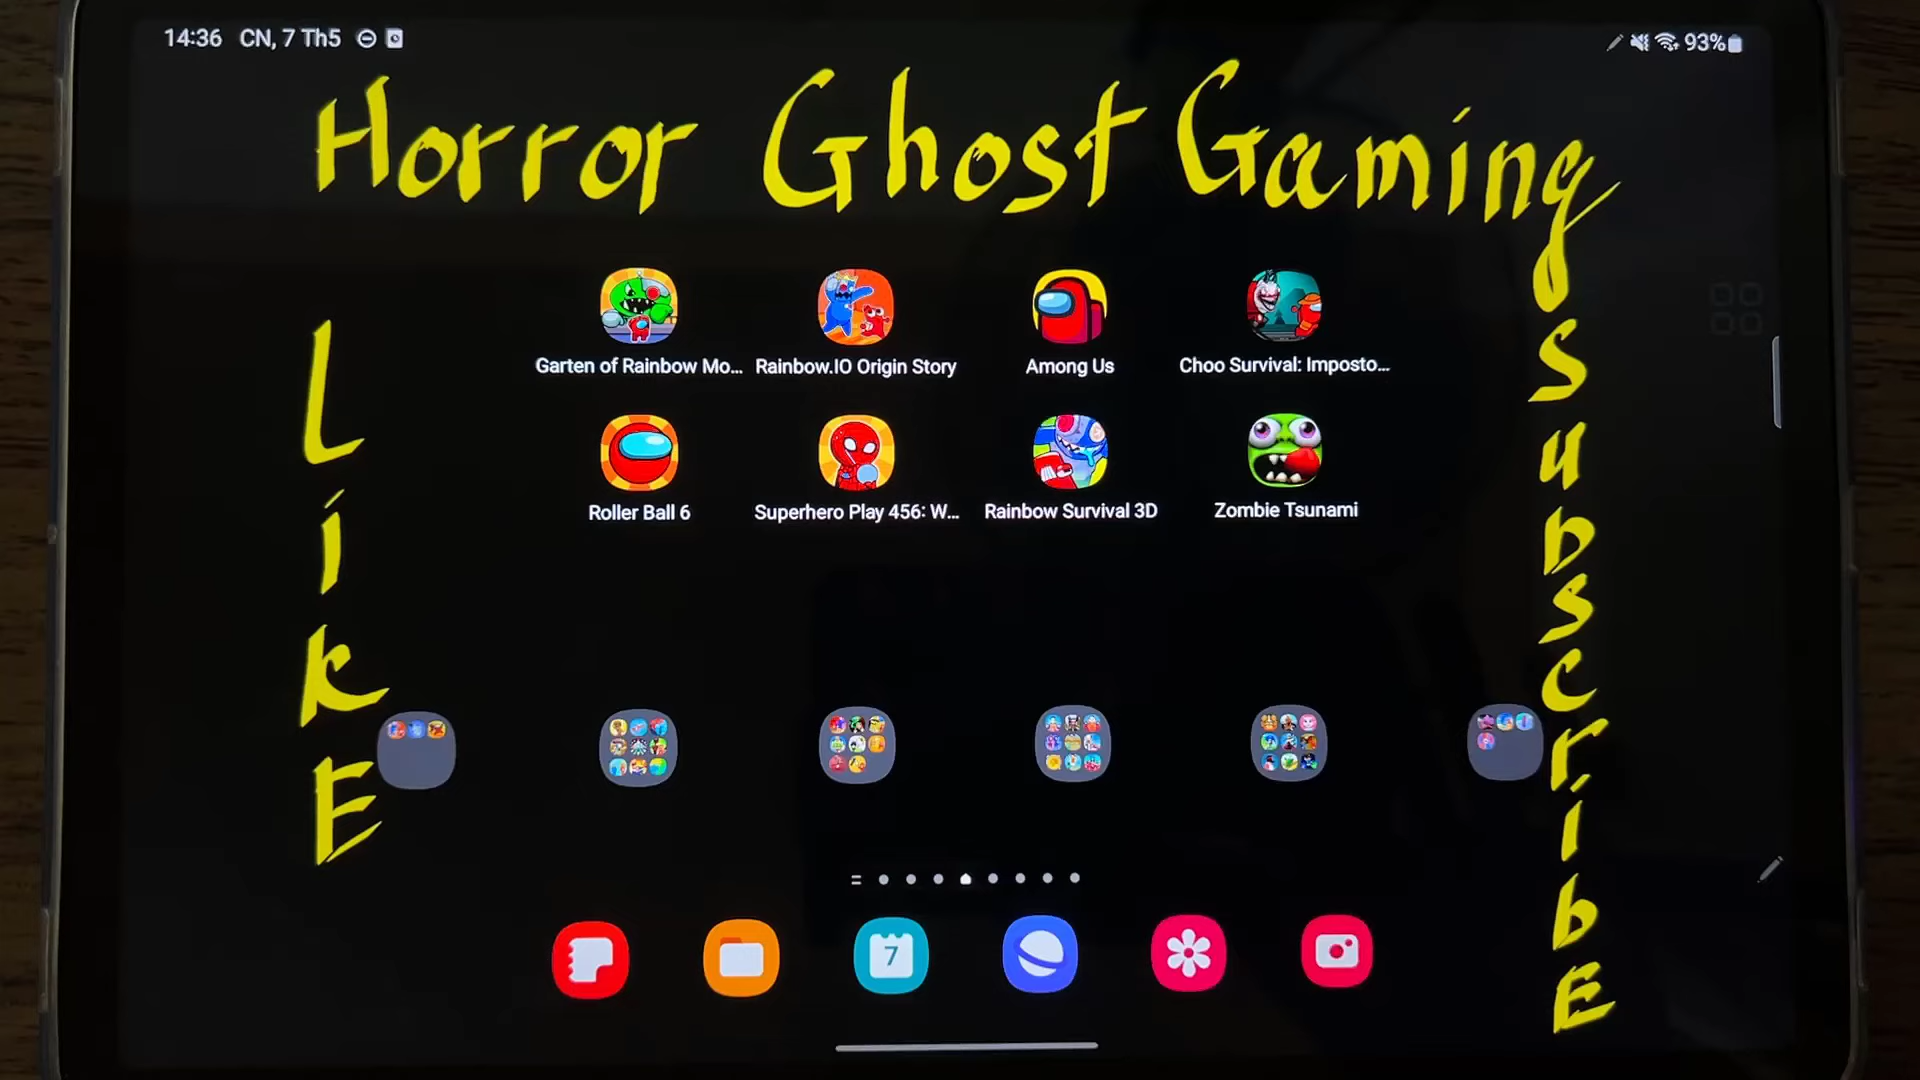 14:36 CN, 7 Th5 93%
Horror Ghost Gaming
Like
Subscribe
Garten of Rainbow Mo... Rainbow.IO Origin Story Among Us Choo Survival: Imposto...
Roller Ball 6 Superhero Play 456: W... Rainbow Survival 3D Zombie Tsunami
7